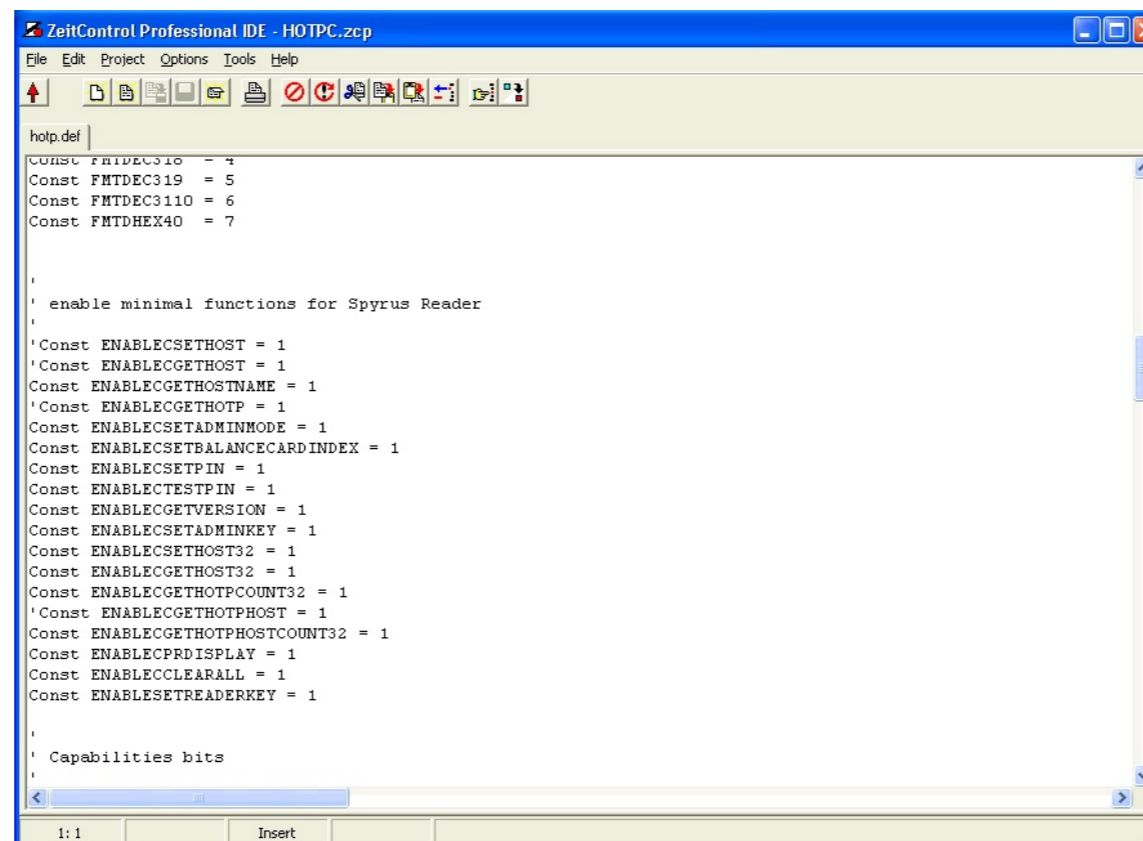 ZeitControl Professional IDE - HOTPC.zcp
File Edit Project Options Tools Help
hotp.def
Const FMTDEC318  = 4
Const FMTDEC319  = 5
Const FMTDEC3110 = 6
Const FMTDHEX40  = 7
'
' enable minimal functions for Spyrus Reader
'
'Const ENABLECSETHOST = 1
'Const ENABLECGETHOST = 1
Const ENABLECGETHOSTNAME = 1
'Const ENABLECGETHOTP = 1
Const ENABLECSETADMINMODE = 1
Const ENABLECSETBALANCECARDINDEX = 1
Const ENABLECSETPIN = 1
Const ENABLECTESTPIN = 1
Const ENABLECGETVERSION = 1
Const ENABLECSETADMINKEY = 1
Const ENABLECSETHOST32 = 1
Const ENABLECGETHOST32 = 1
Const ENABLECGETHOTPCOUNT32 = 1
'Const ENABLECGETHOTPHOST = 1
Const ENABLECGETHOTPHOSTCOUNT32 = 1
Const ENABLECPRDISPLAY = 1
Const ENABLECCLEARALL = 1
Const ENABLESETREADERKEY = 1
'
' Capabilities bits
'
1: 1 Insert